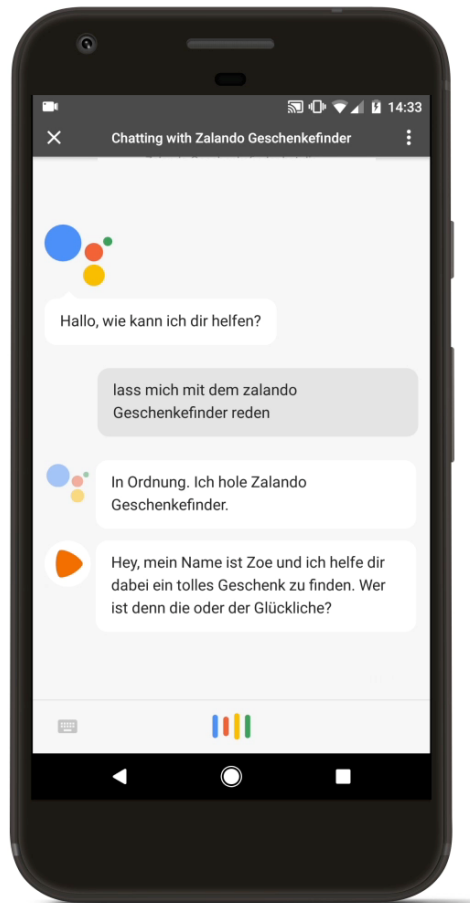 14:33
Chatting with Zalando Geschenkefinder
Hallo, wie kann ich dir helfen?
lass mich mit dem zalando
Geschenkefinder reden
In Ordnung. Ich hole Zalando
Geschenkefinder.
Hey, mein Name ist Zoe und ich helfe dir
dabei ein tolles Geschenk zu finden. Wer
ist denn die oder der Glückliche?